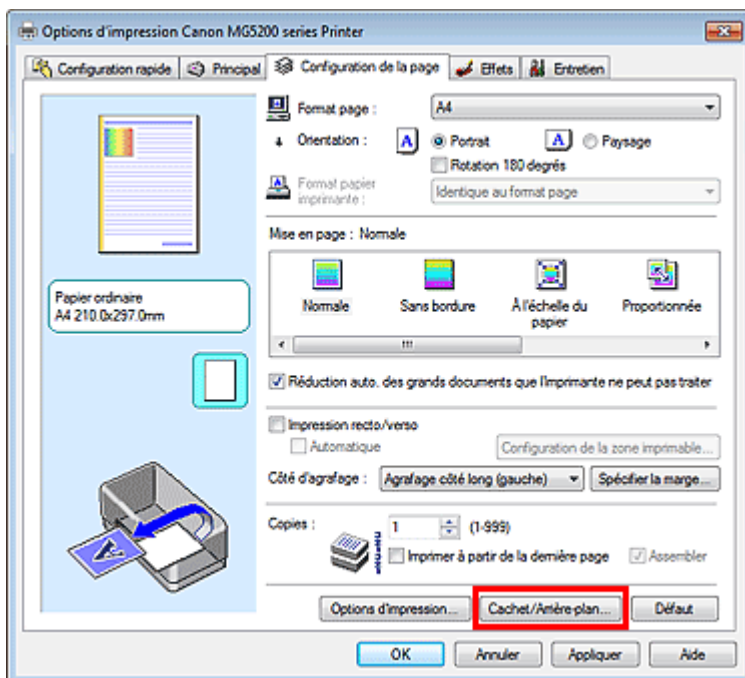 Options d'impression Canon MG5200 series Printer
Configuration rapide
Principal
Configuration de la page
Effets
Entretien
Format page :
A4
Orientation :
A
Portrait
A
Paysage
Rotation 180 degrés
Format papier
imprimante :
Identique au format page
Mise en page : Normale
Normale
Sans bordure
À l'échelle du
papier
Proportionnée
Papier ordinaire
A4 210.0x297.0mm
Réduction auto. des grands documents que l'imprimante ne peut pas traiter
Impression recto/verso
Automatique
Configuration de la zone imprimable...
Côté d'agrafage :
Agrafage côté long (gauche)
Spécifier la marge...
Copies :
1
(1-999)
Imprimer à partir de la dernière page
Assembler
Options d'impression...
Cachet/Arrière-plan...
Défaut
OK
Annuler
Appliquer
Aide